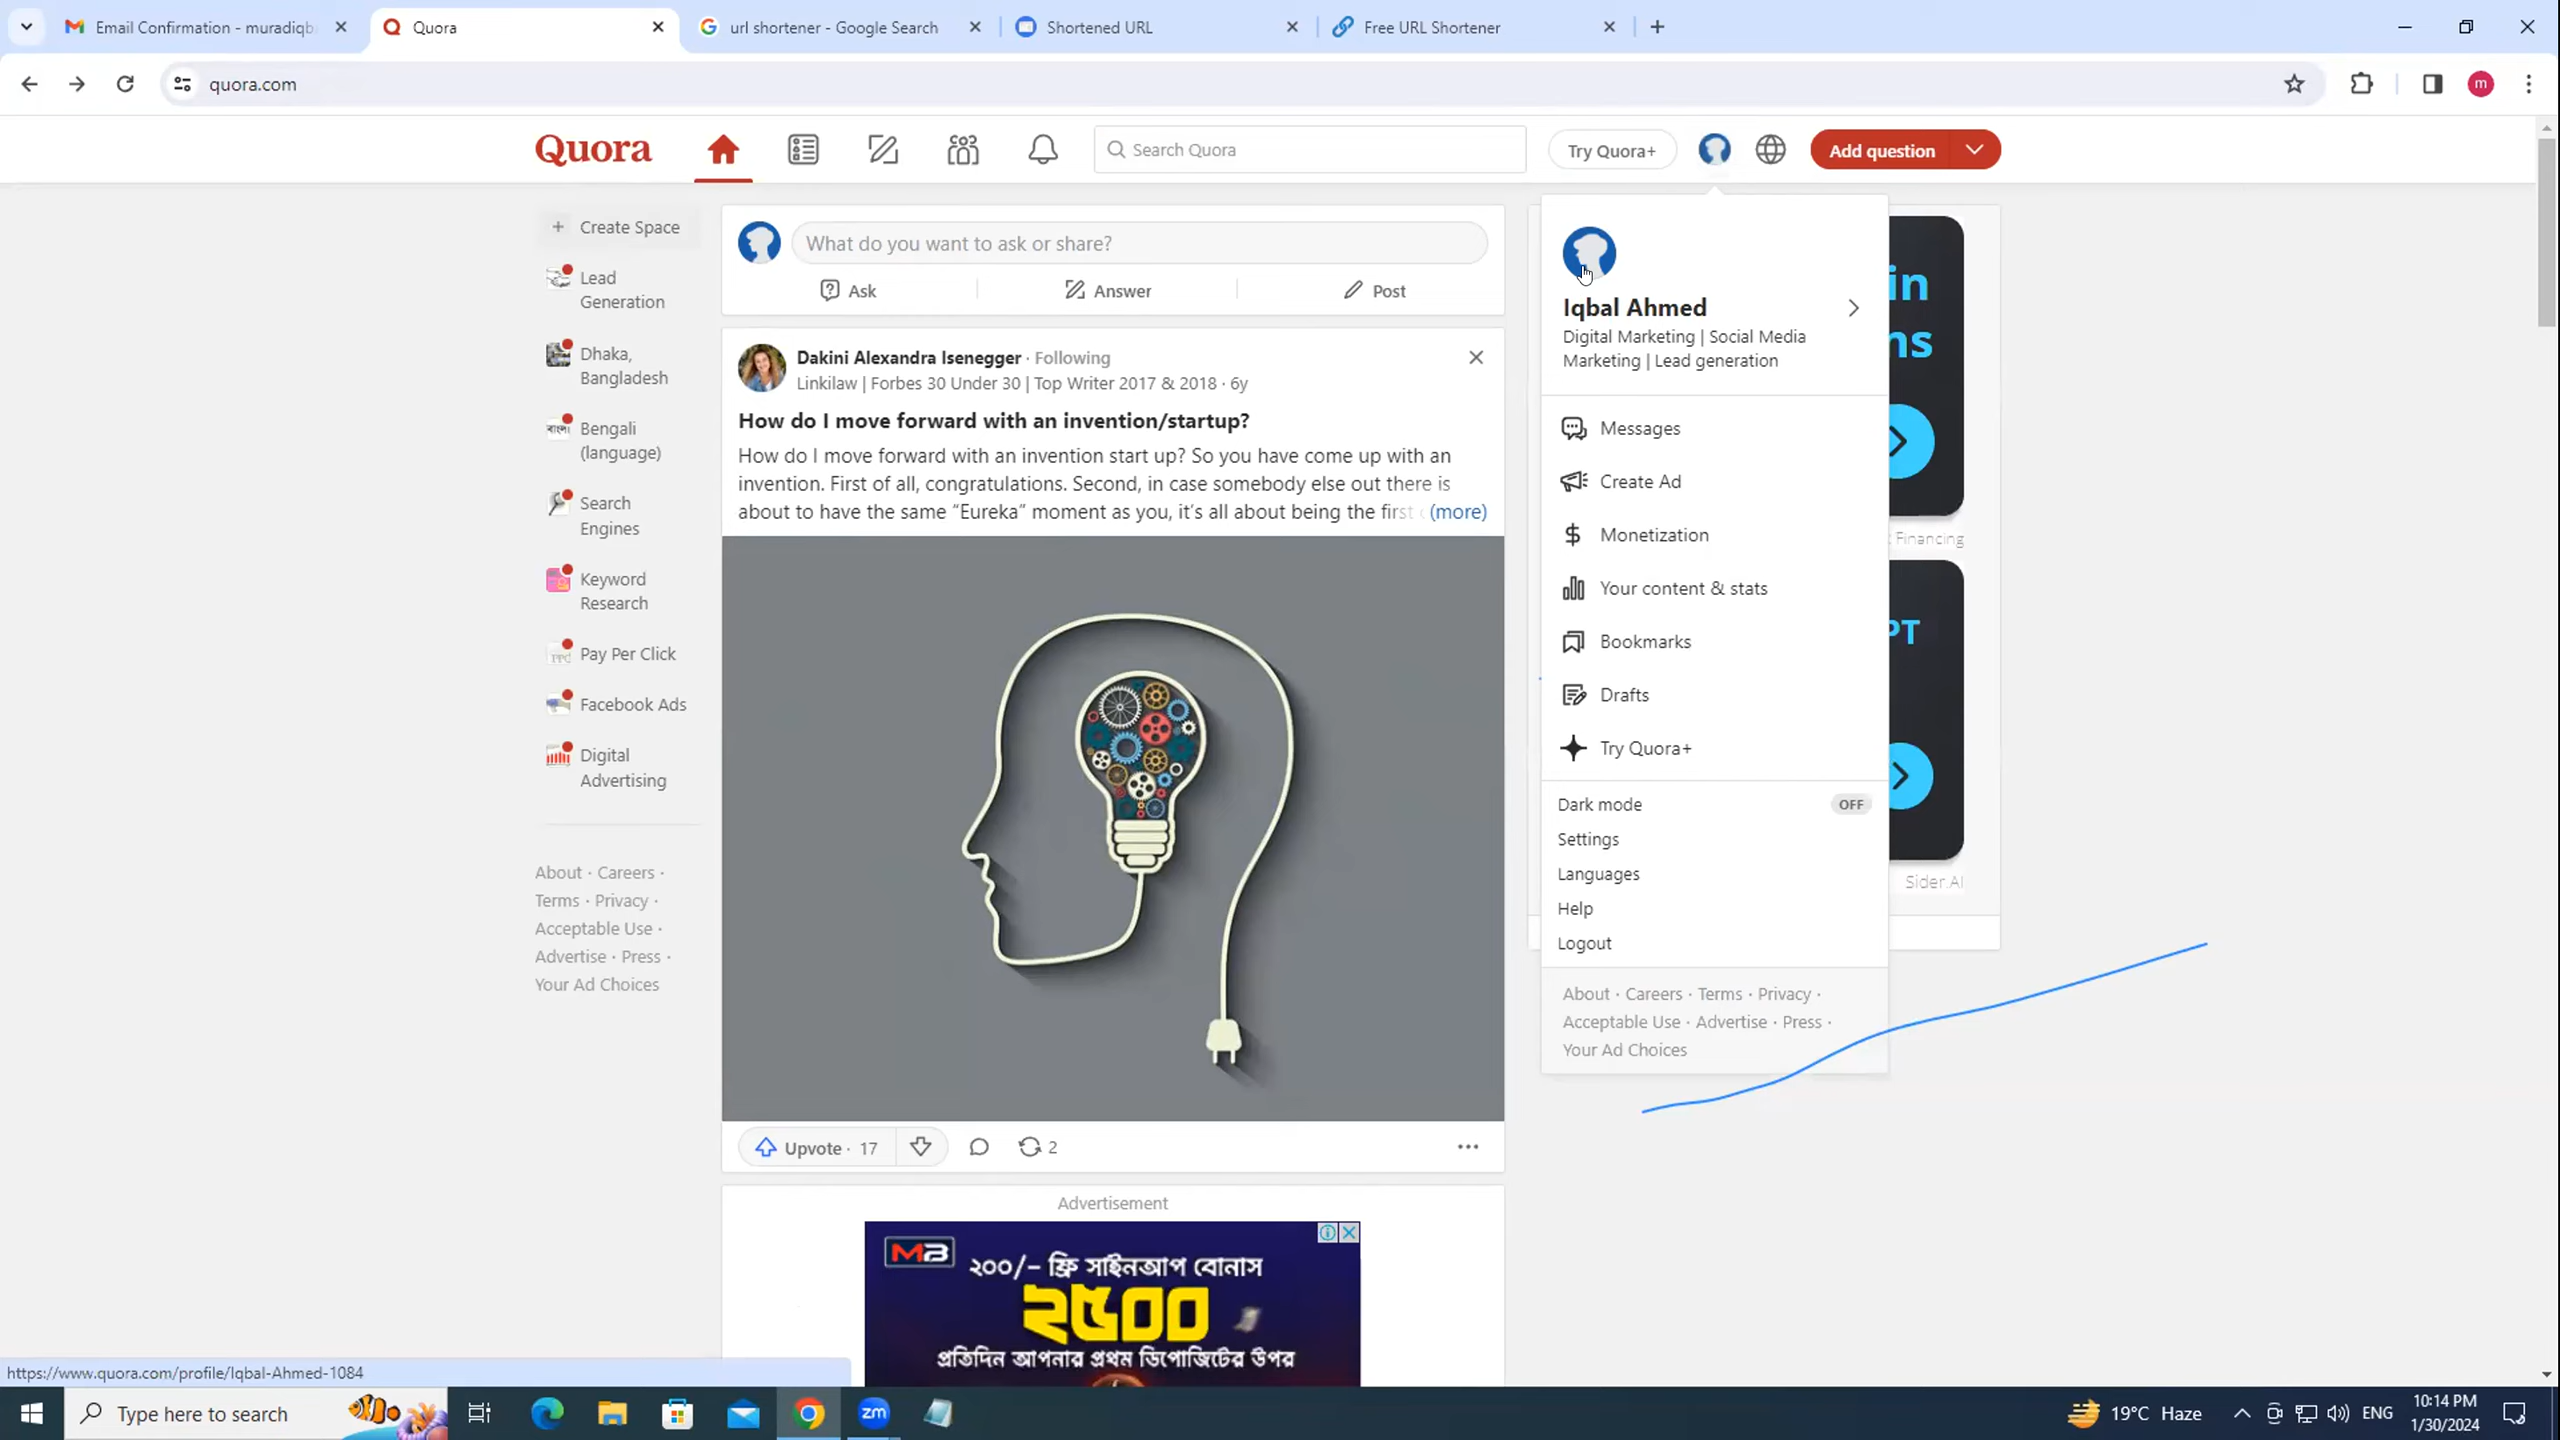 Email Confirmation - muradiqb
Quora
url shortener - Google Search
Shortened URL
Free URL Shortener
quora.com
m
Quora
Search Quora
Try Quora+
Add question
Create Space
Lead
Generation
Dhaka,
Bangladesh
Bengali
(language)
Search
Engines
Keyword
Research
Pay Per Click
Facebook Ads
Digital
Advertising
About · Careers ·
Terms · Privacy ·
Acceptable Use ·
Advertise · Press ·
Your Ad Choices
What do you want to ask or share?
Ask
Answer
Post
Dakini Alexandra Isenegger · Following
Linkilaw | Forbes 30 Under 30 | Top Writer 2017 & 2018 · 6y
How do I move forward with an invention/startup?
How do I move forward with an invention start up? So you have come up with an
invention. First of all, congratulations. Second, in case somebody else out there is
about to have the same “Eureka” moment as you, it’s all about being the first (more)
Upvote · 17
2
Advertisement
MB
২০০/- ফ্রি সাইনআপ বোনাস
২৫০০
প্রতিদিন আপনার প্রথম ডিপোজিটের উপর
Iqbal Ahmed
Digital Marketing | Social Media
Marketing | Lead generation
Messages
Create Ad
Monetization
Your content & stats
Bookmarks
Drafts
Try Quora+
Dark mode OFF
Settings
Languages
Help
Logout
About · Careers · Terms · Privacy ·
Acceptable Use · Advertise · Press ·
Your Ad Choices
in
ns
Financing
PT
Sider.AI
https://www.quora.com/profile/Iqbal-Ahmed-1084
Type here to search
zm
19°C Haze
ENG
10:14 PM
1/30/2024